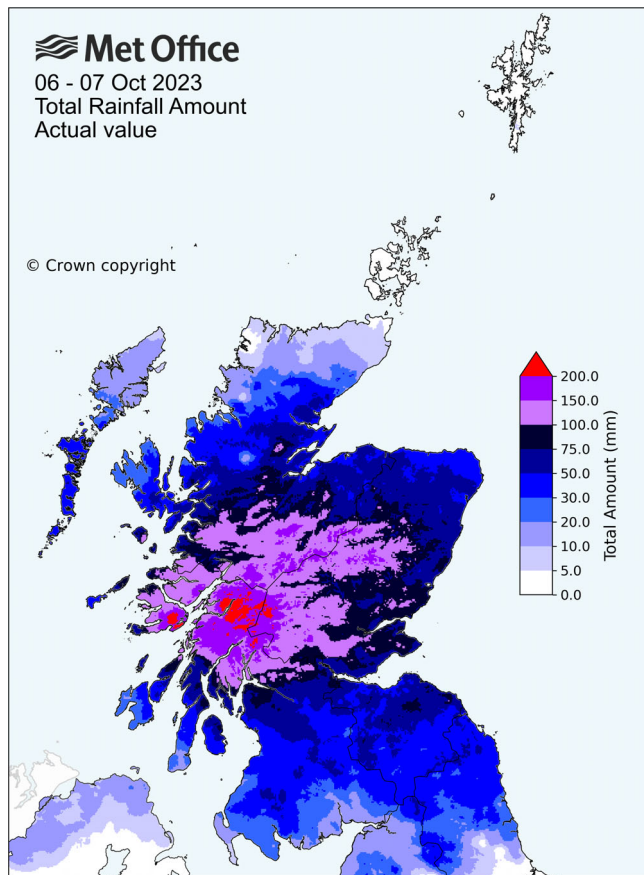 Met Office
06 - 07 Oct 2023
Total Rainfall Amount
Actual value
© Crown copyright
200.0
150.0
100.0
75.0
50.0
30.0
20.0
10.0
5.0
0.0
Total Amount (mm)